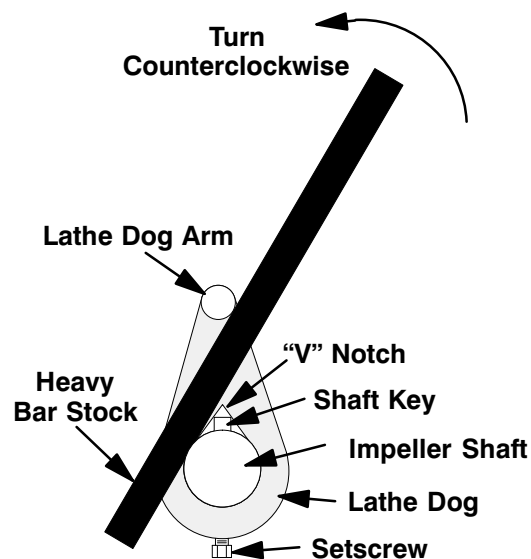 Turn
Counterclockwise
Lathe Dog Arm
“V” Notch
Heavy
Bar Stock
Shaft Key
Impeller Shaft
Lathe Dog
Setscrew